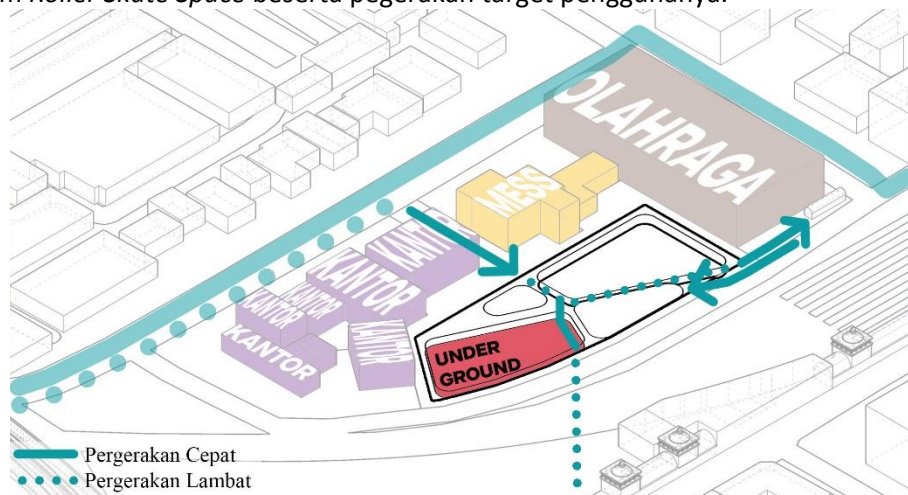 m Roller Skate Space beserta pegerakan target penggunanya.
OLAHRAGA
MESS
KANTOR
KANTOR
KANTOR
KANTOR
KANTOR
KANTOR
UNDER
GROUND
Pergerakan Cepat
Pergerakan Lambat